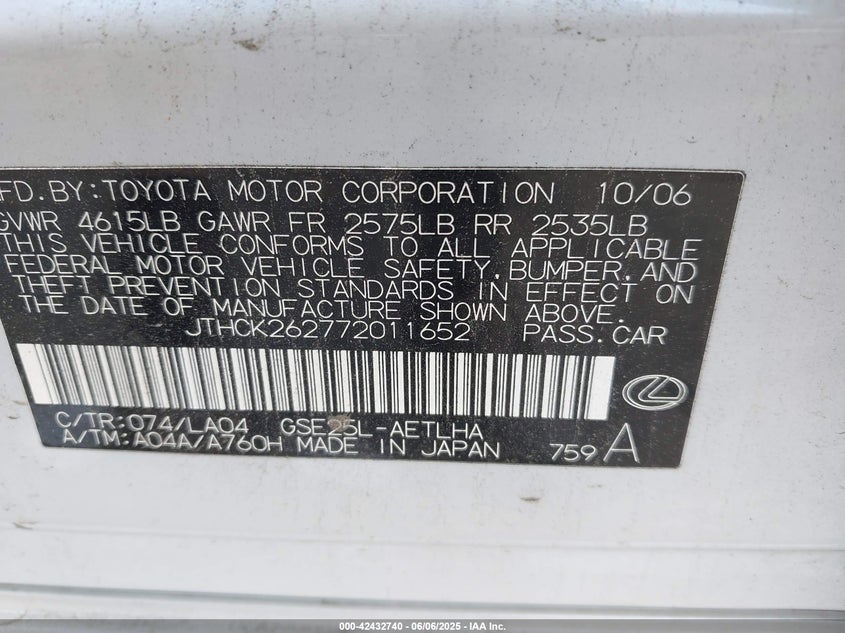 FD. BY: TOYOTA MOTOR CORPORATION 10/06
GVWR 4615LB GAWR FR 2575LB RR 2535LB
THIS VEHICLE CONFORMS TO ALL APPLICABLE
FEDERAL MOTOR VEHICLE SAFETY, BUMPER, AND
THEFT PREVENTION STANDARDS IN EFFECT ON
THE DATE OF MANUFACTURE SHOWN ABOVE.
JTHCK262772011652 PASS. CAR
C/TR: 074/LA04 GSE25L-AETLHA
A/TM: A04A/A760H MADE IN JAPAN 759 A
000-42432740 - 06/06/2025 - IAA Inc.